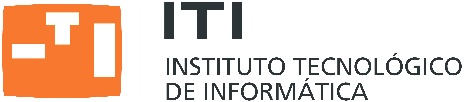 ITI
INSTITUTO TECNOLÓGICO
DE INFORMÁTICA